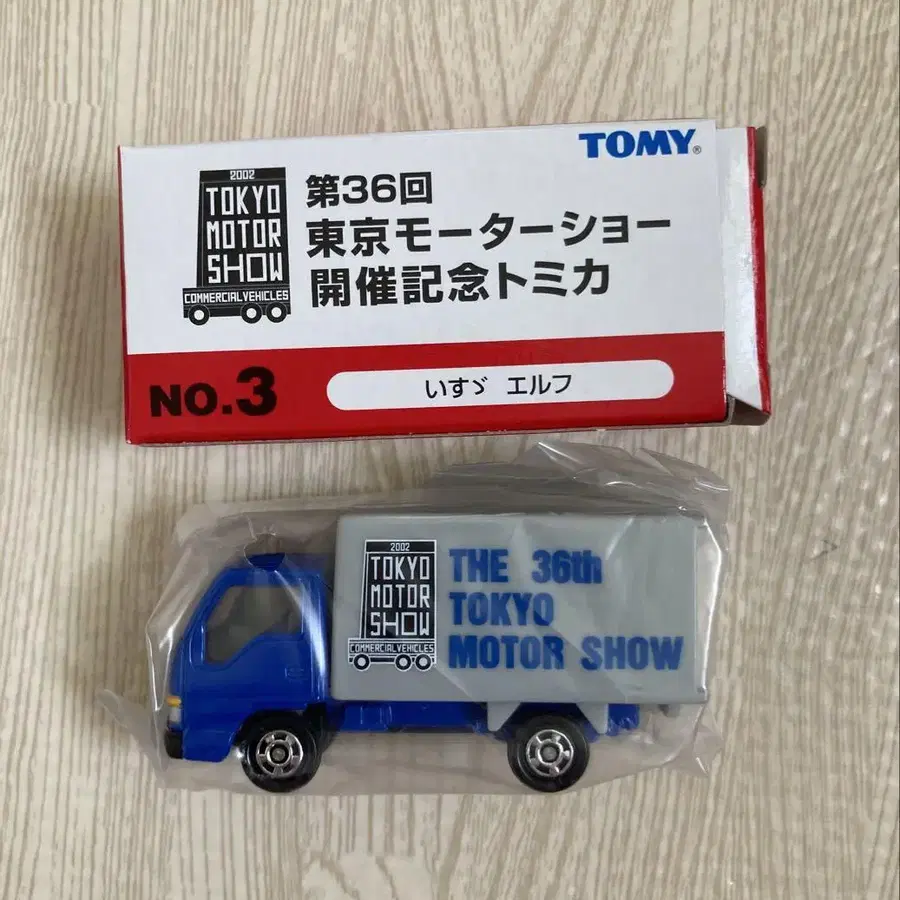 TOMY®
2002
TOKYO
MOTOR
SHOW
COMMERCIAL VEHICLES
第36回
東京モーターショー
開催記念トミカ
NO.3
いすゞ エルフ
2002
TOKYO
MOTOR
SHOW
COMMERCIAL VEHICLES
THE 36th
TOKYO
MOTOR SHOW